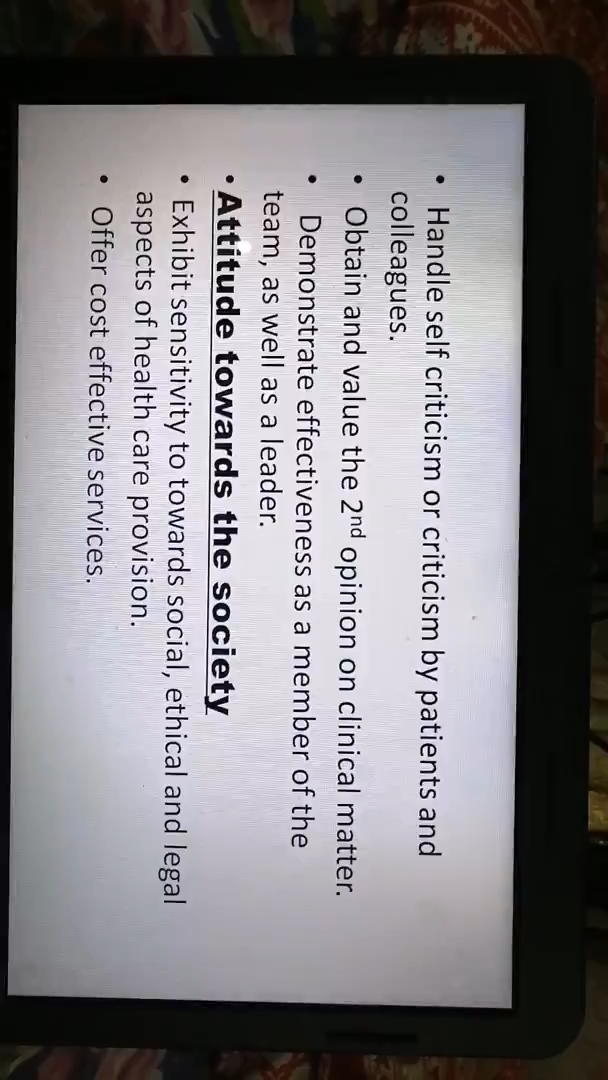 • Handle self criticism or criticism by patients and
colleagues.
• Obtain and value the 2nd opinion on clinical matter.
• Demonstrate effectiveness as a member of the
team, as well as a leader.
• Attitude towards the society
• Exhibit sensitivity to towards social, ethical and legal
aspects of health care provision.
• Offer cost effective services.